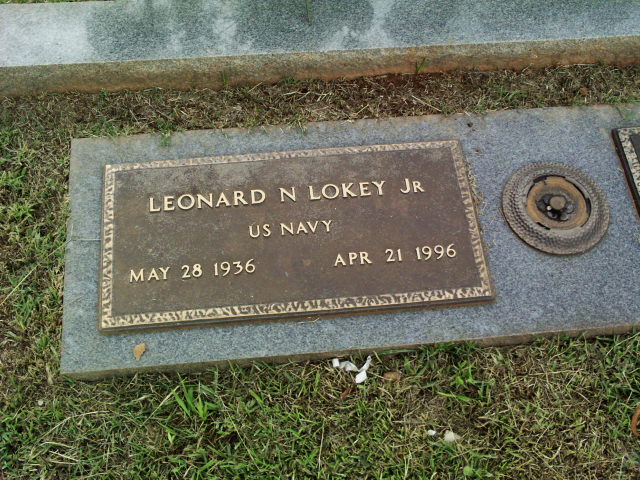 LEONARD N LOKEY JR
US NAVY
MAY 28 1936 APR 21 1996